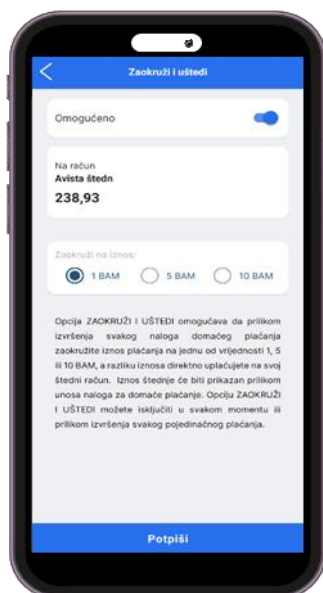 Zaokruži i uštedi
Omogućeno
Na račun
Avista štedn
238,93
Zaokruži na iznos:
1 BAM 5 BAM 10 BAM
Opcija ZAOKRUŽI I UŠTEDI omogućava da prilikom
izvršenja svakog naloga domaćeg plaćanja
zaokružite iznos plaćanja na jednu od vrijednosti 1, 5
ili 10 BAM, a razliku iznosa direktno uplaćujete na svoj
štedni račun. Iznos štednje će biti prikazan prilikom
unosa naloga za domaće plaćanje. Opciju ZAOKRUŽI
I UŠTEDI možete isključiti u svakom momentu ili
prilikom izvršenja svakog pojedinačnog plaćanja.
Potpiši